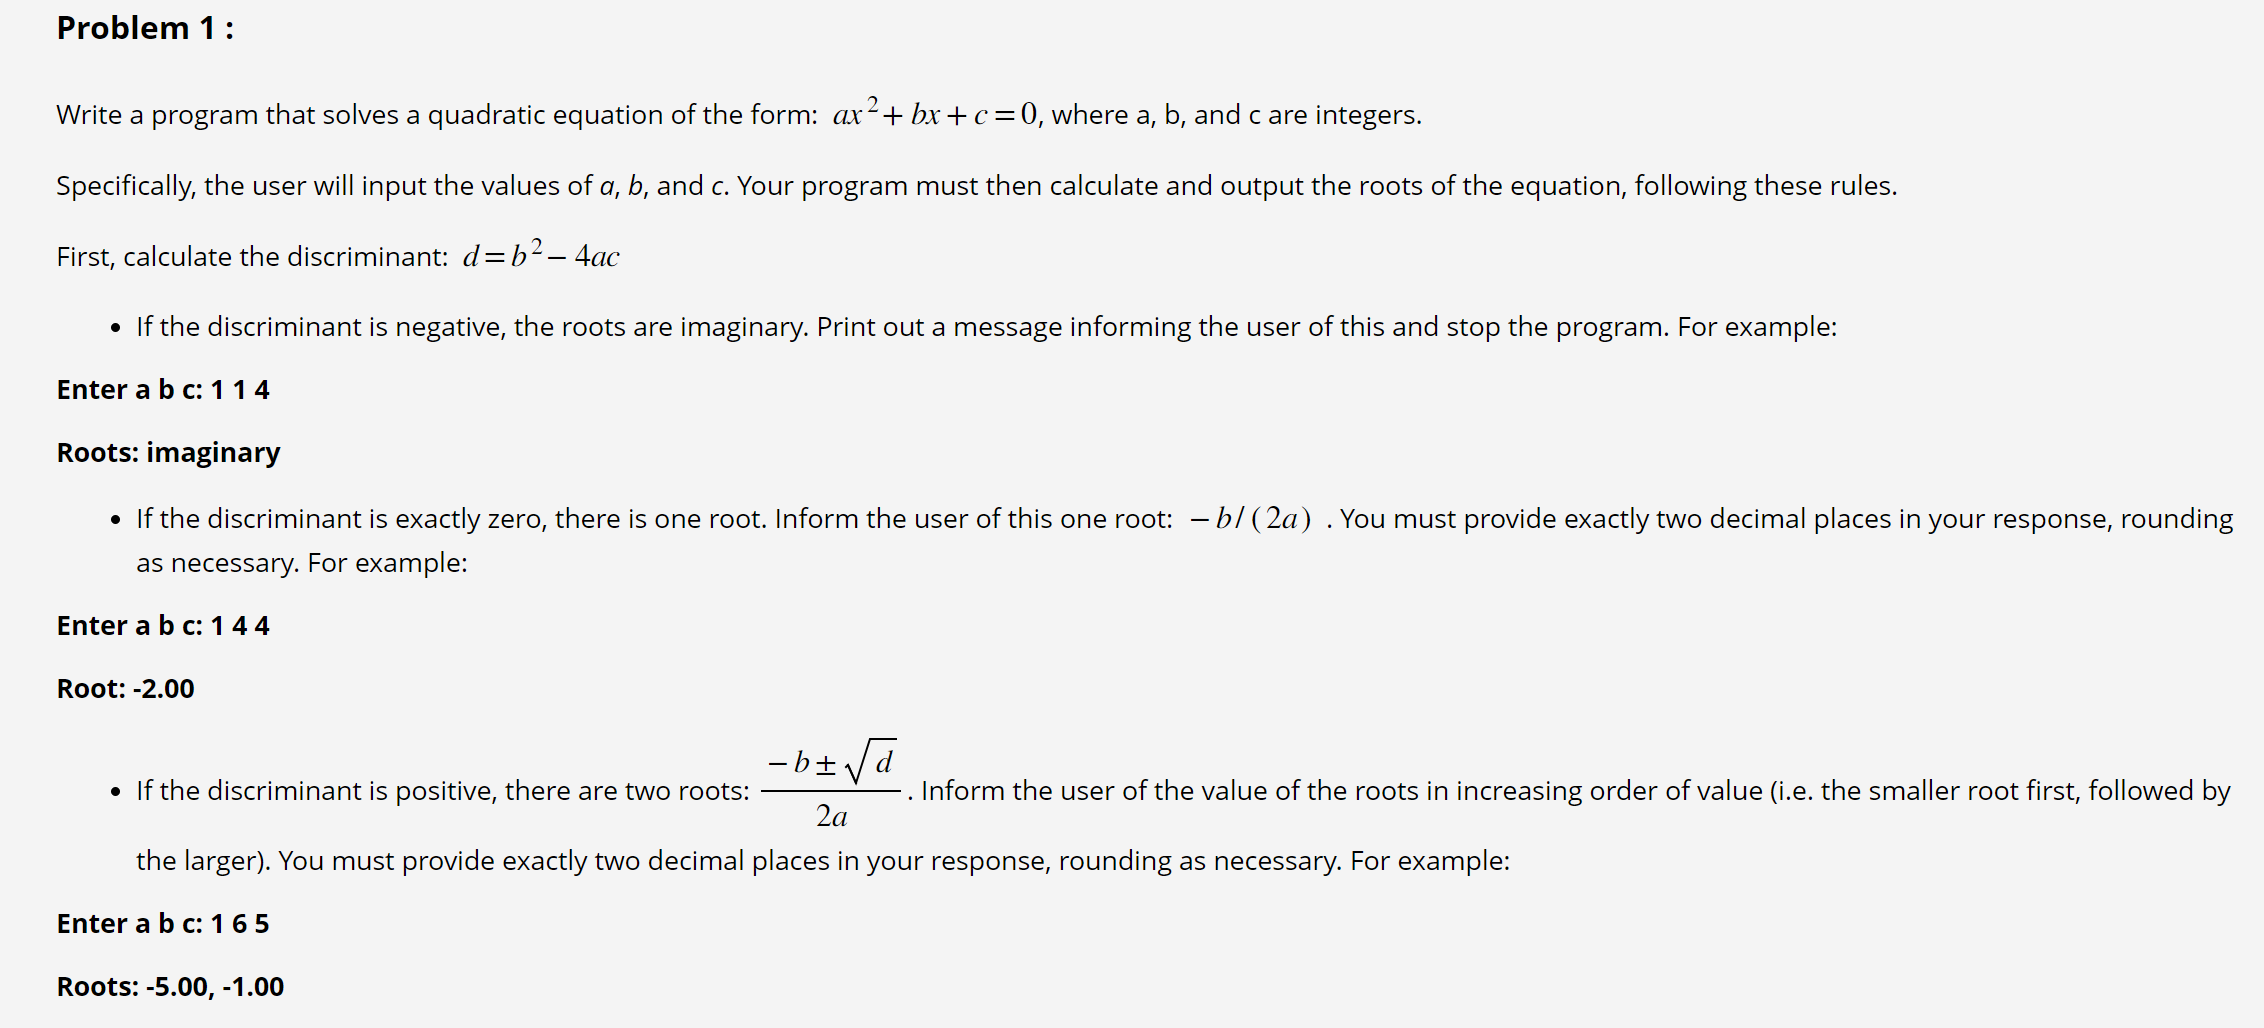 Problem 1 :
Write a program that solves a quadratic equation of the form: ax² + bx + c = 0, where a, b, and c are integers.
Specifically, the user will input the values of a, b, and c. Your program must then calculate and output the roots of the equation, following these rules.
First, calculate the discriminant: d = b² – 4ac
• If the discriminant is negative, the roots are imaginary. Print out a message informing the user of this and stop the program. For example:
Enter a b c: 1 1 4
Roots: imaginary
• If the discriminant is exactly zero, there is one root. Inform the user of this one root: – b/(2a) . You must provide exactly two decimal places in your response, rounding
as necessary. For example:
Enter a b c: 1 4 4
Root: -2.00
• If the discriminant is positive, there are two roots: (– b ± √d) / 2a . Inform the user of the value of the roots in increasing order of value (i.e. the smaller root first, followed by
the larger). You must provide exactly two decimal places in your response, rounding as necessary. For example:
Enter a b c: 1 6 5
Roots: -5.00, -1.00